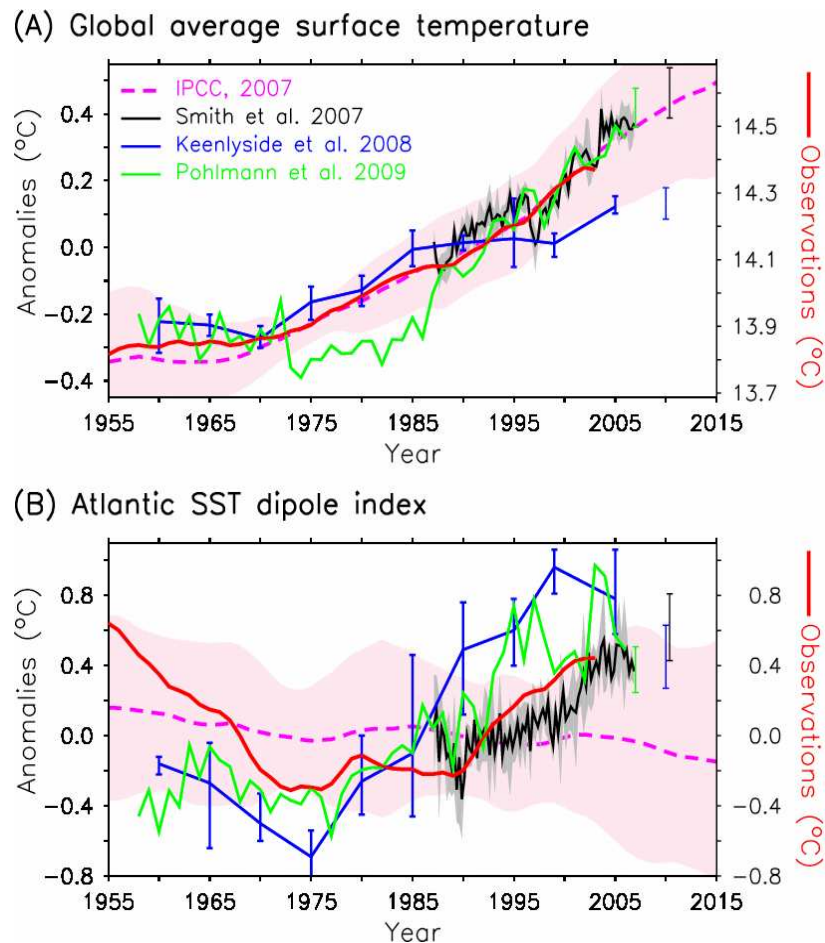 (A) Global average surface temperature
IPCC, 2007
Smith et al. 2007
Keenlyside et al. 2008
Pohlmann et al. 2009
Anomalies (°C)
0.4
0.2
0.0
-0.2
-0.4
14.5
14.3
14.1
13.9
13.7
Observations (°C)
1955 1965 1975 1985 1995 2005 2015
Year
(B) Atlantic SST dipole index
Anomalies (°C)
0.8
0.4
0.0
-0.4
-0.8
0.8
0.4
0.0
-0.4
-0.8
Observations (°C)
1955 1965 1975 1985 1995 2005 2015
Year